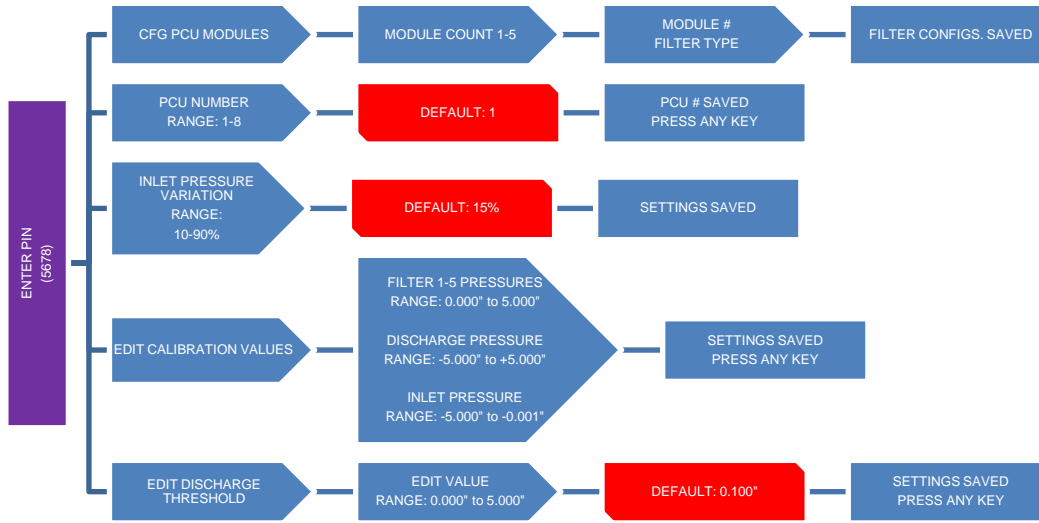 ENTER PIN
(5678)
CFG PCU MODULES
MODULE COUNT 1-5
MODULE #
FILTER TYPE
FILTER CONFIGS. SAVED
PCU NUMBER
RANGE: 1-8
DEFAULT: 1
PCU # SAVED
PRESS ANY KEY
INLET PRESSURE
VARIATION
RANGE:
10-90%
DEFAULT: 15%
SETTINGS SAVED
EDIT CALIBRATION VALUES
FILTER 1-5 PRESSURES
RANGE: 0.000" to 5.000"
DISCHARGE PRESSURE
RANGE: -5.000" to +5.000"
INLET PRESSURE
RANGE: -5.000" to -0.001"
SETTINGS SAVED
PRESS ANY KEY
EDIT DISCHARGE
THRESHOLD
EDIT VALUE
RANGE: 0.000" to 5.000"
DEFAULT: 0.100"
SETTINGS SAVED
PRESS ANY KEY